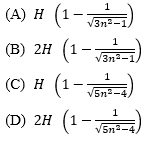 (A) H (1 − 1/√(3n²−1))
(B) 2H (1 − 1/√(3n²−1))
(C) H (1 − 1/√(5n²−4))
(D) 2H (1 − 1/√(5n²−4))